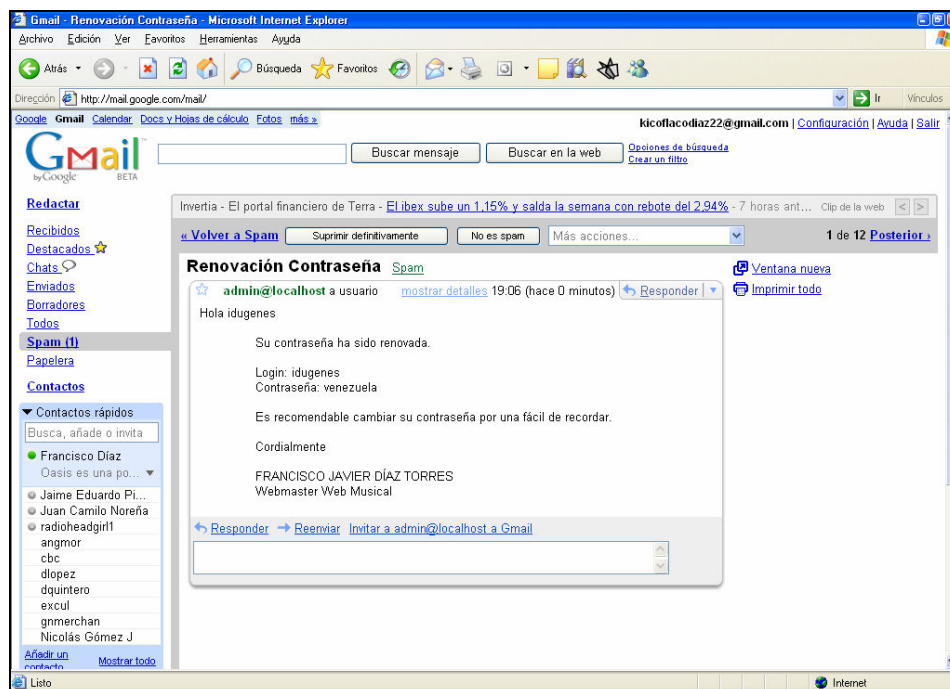 Gmail - Renovación Contraseña - Microsoft Internet Explorer
Archivo Edición Ver Favoritos Herramientas Ayuda
Atrás Búsqueda Favoritos
Dirección http://mail.google.com/mail/ Ir Vínculos
Google Gmail Calendar Docs y Hojas de cálculo Fotos más »
kicoflacodiaz22@gmail.com | Configuración | Ayuda | Salir
Gmail by Google BETA
Buscar mensaje Buscar en la web Opciones de búsqueda
Crear un filtro
Redactar
Invertia - El portal financiero de Terra - El ibex sube un 1,15% y salda la semana con rebote del 2,94% - 7 horas ant... Clip de la web < >
Recibidos
Destacados
Chats
Enviados
Borradores
Todos
Spam (1)
Papelera
Contactos
« Volver a Spam Suprimir definitivamente No es spam Más acciones... 1 de 12 Posterior ›
Renovación Contraseña Spam
Ventana nueva
Imprimir todo
admin@localhost a usuario mostrar detalles 19:06 (hace 0 minutos) Responder
Hola idugenes
Su contraseña ha sido renovada.
Login: idugenes
Contraseña: venezuela
Es recomendable cambiar su contraseña por una fácil de recordar.
Cordialmente
FRANCISCO JAVIER DÍAZ TORRES
Webmaster Web Musical
Responder Reenviar Invitar a admin@localhost a Gmail
Contactos rápidos
Busca, añade o invita
Francisco Díaz
Oasis es una po...
Jaime Eduardo Pi...
Juan Camilo Noreña
radioheadgirl1
angmor
cbc
dlopez
dquintero
excul
gnmerchan
Nicolás Gómez J
Añadir un
contacto Mostrar todo
Listo Internet